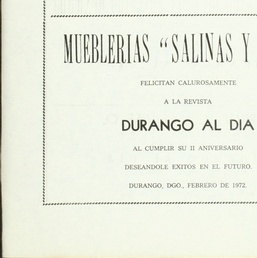 MUEBLERIAS "SALINAS Y
FELICITAN CALUROSAMENTE
A LA REVISTA
DURANGO AL DIA
AL CUMPLIR SU II ANIVERSARIO
DESEANDOLE EXITOS EN EL FUTURO.
DURANGO, DGO., FEBRERO DE 1972.